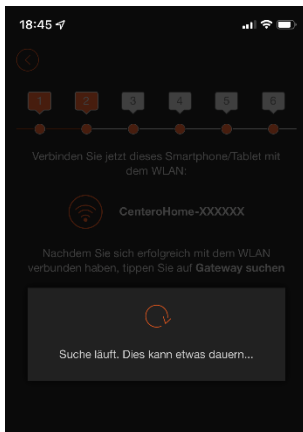 18:45
1 2 3 4 5 6
Verbinden Sie jetzt dieses Smartphone/Tablet mit
dem WLAN:
CenteroHome-XXXXXX
Nachdem Sie sich erfolgreich mit dem WLAN
verbunden haben, tippen Sie auf Gateway suchen
Suche läuft. Dies kann etwas dauern...